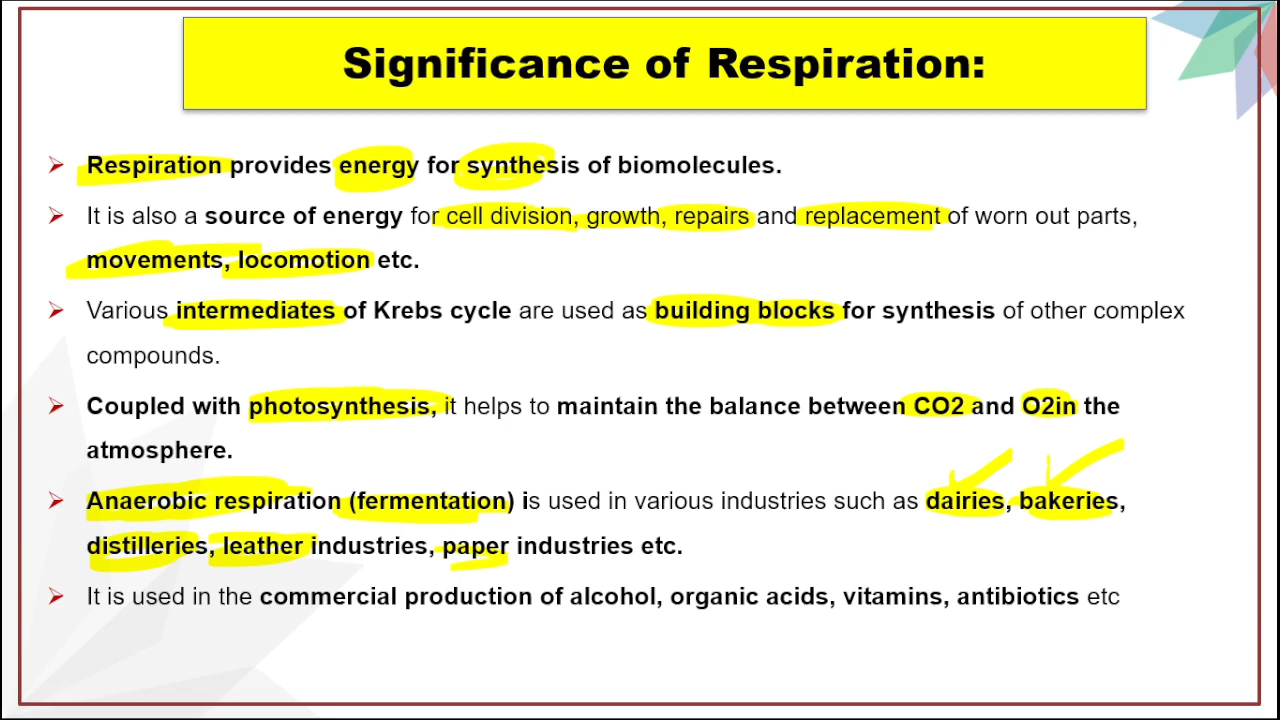 Significance of Respiration:
Respiration provides energy for synthesis of biomolecules.
It is also a source of energy for cell division, growth, repairs and replacement of worn out parts,
movements, locomotion etc.
Various intermediates of Krebs cycle are used as building blocks for synthesis of other complex
compounds.
Coupled with photosynthesis, it helps to maintain the balance between CO2 and O2in the
atmosphere.
Anaerobic respiration (fermentation) is used in various industries such as dairies, bakeries,
distilleries, leather industries, paper industries etc.
It is used in the commercial production of alcohol, organic acids, vitamins, antibiotics etc